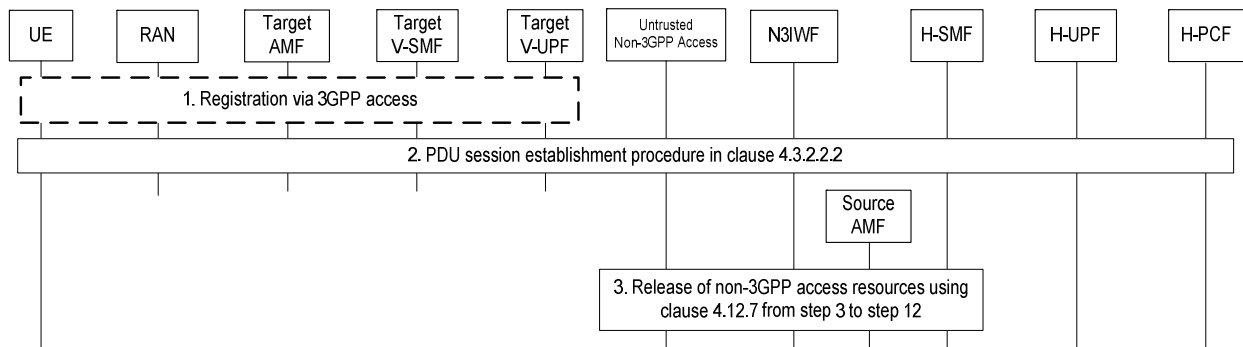 UE
RAN
Target
AMF
Target
V-SMF
Target
V-UPF
Untrusted
Non-3GPP Access
N3IWF
H-SMF
H-UPF
H-PCF
1. Registration via 3GPP access
2. PDU session establishment procedure in clause 4.3.2.2.2
Source
AMF
3. Release of non-3GPP access resources using
clause 4.12.7 from step 3 to step 12